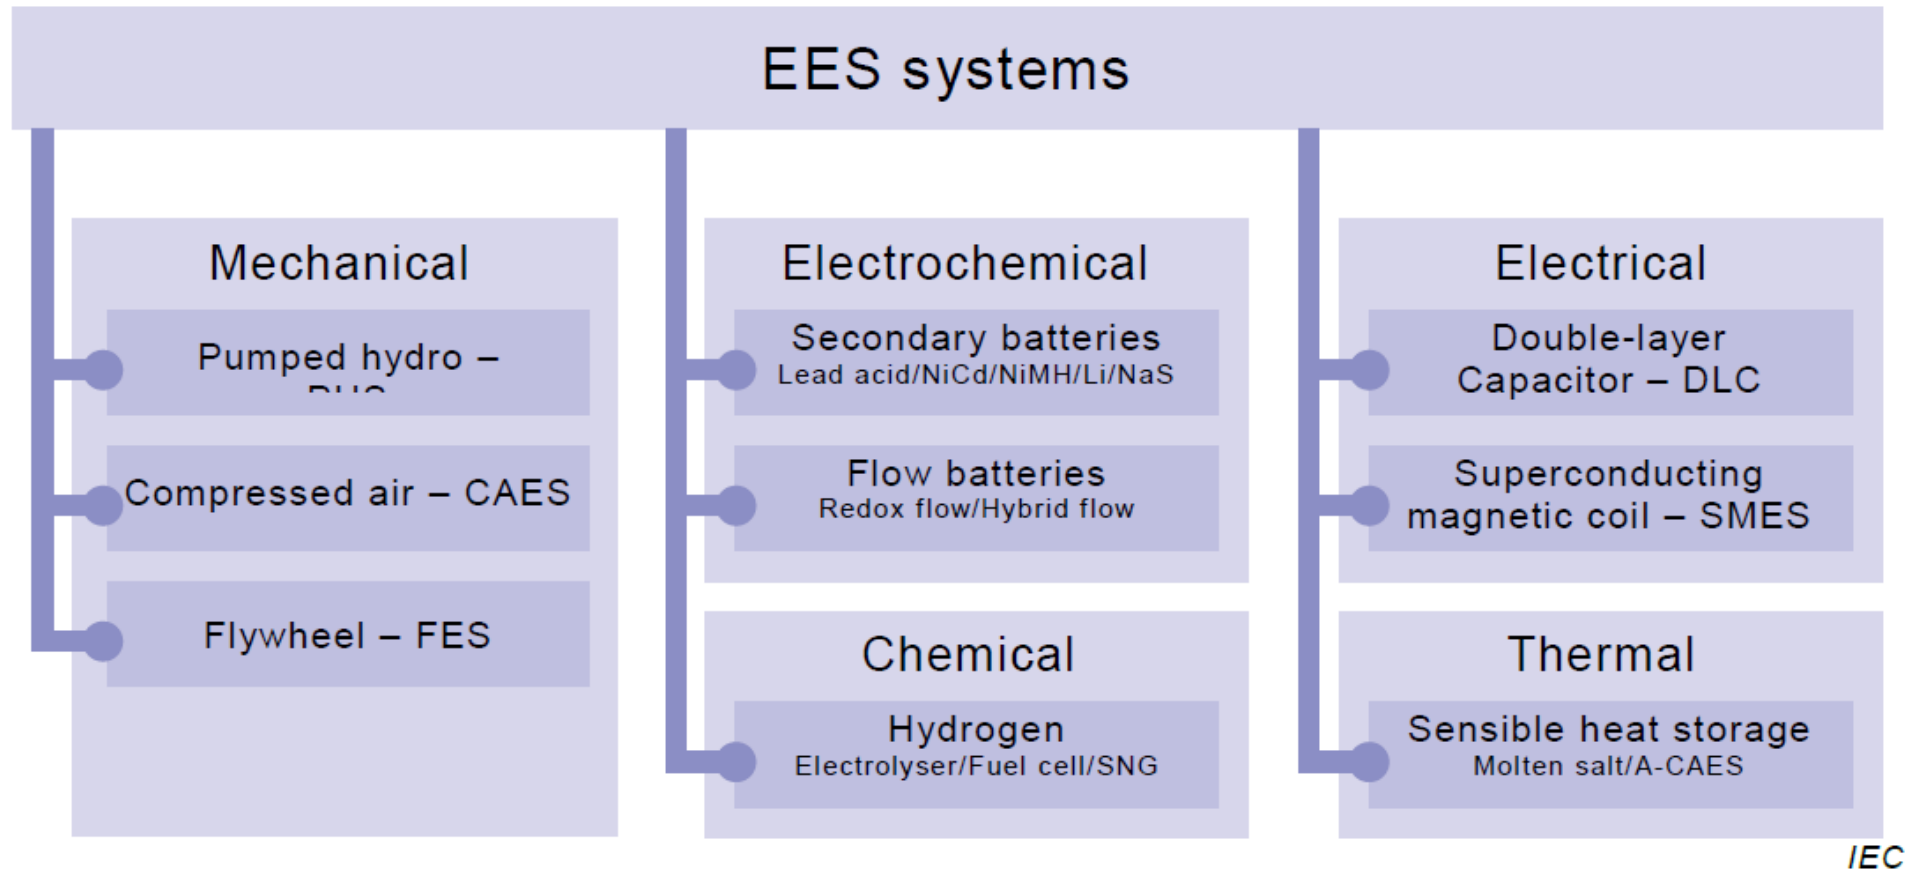 EES systems
Mechanical
Pumped hydro –
Compressed air – CAES
Flywheel – FES
Electrochemical
Secondary batteries
Lead acid/NiCd/NiMH/Li/NaS
Flow batteries
Redox flow/Hybrid flow
Chemical
Hydrogen
Electrolyser/Fuel cell/SNG
Electrical
Double-layer
Capacitor – DLC
Superconducting
magnetic coil – SMES
Thermal
Sensible heat storage
Molten salt/A-CAES
IEC